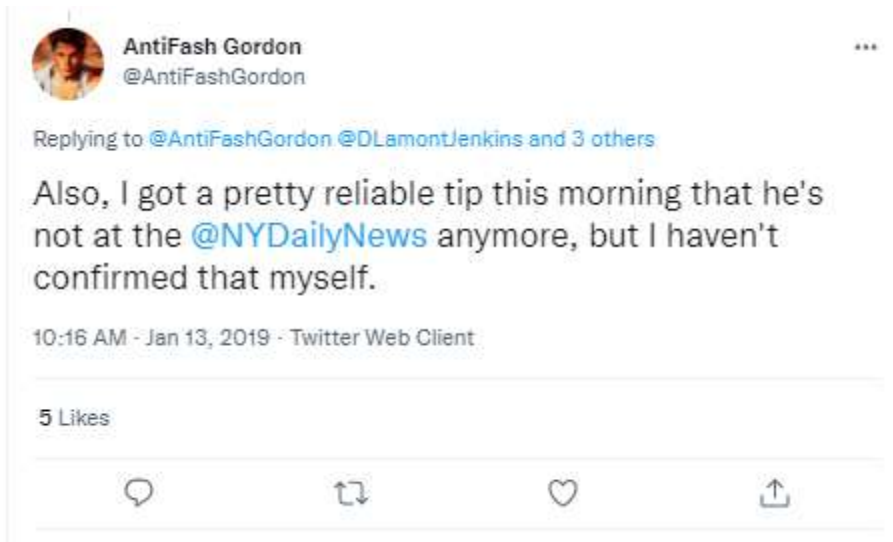 AntiFash Gordon
@AntiFashGordon
Replying to @AntiFashGordon @DLamontJenkins and 3 others
Also, I got a pretty reliable tip this morning that he's
not at the @NYDailyNews anymore, but I haven't
confirmed that myself.
10:16 AM · Jan 13, 2019 · Twitter Web Client
5 Likes